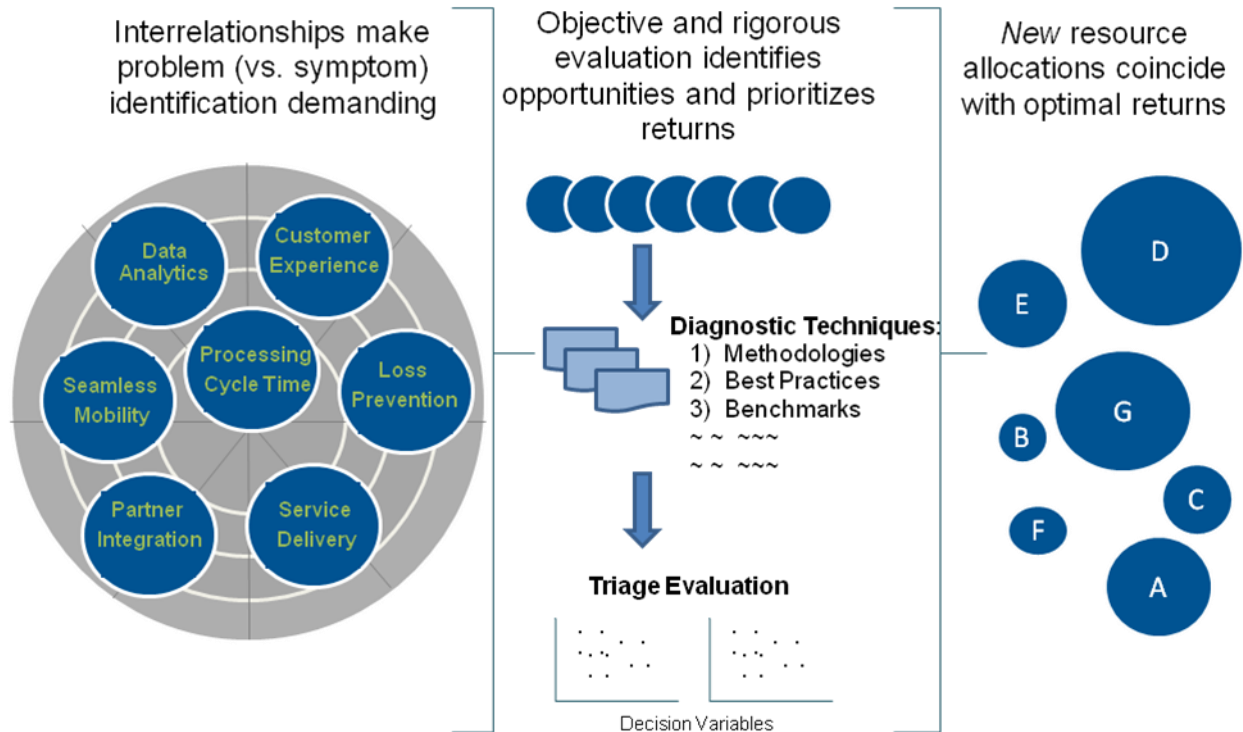 Interrelationships make
problem (vs. symptom)
identification demanding
Data
Analytics
Customer
Experience
Processing
Cycle Time
Seamless
Mobility
Loss
Prevention
Partner
Integration
Service
Delivery
Objective and rigorous
evaluation identifies
opportunities and prioritizes
returns
Diagnostic Techniques:
1) Methodologies
2) Best Practices
3) Benchmarks
~ ~ ~~~
~ ~ ~~~
Triage Evaluation
Decision Variables
New resource
allocations coincide
with optimal returns
D
E
G
B
C
F
A